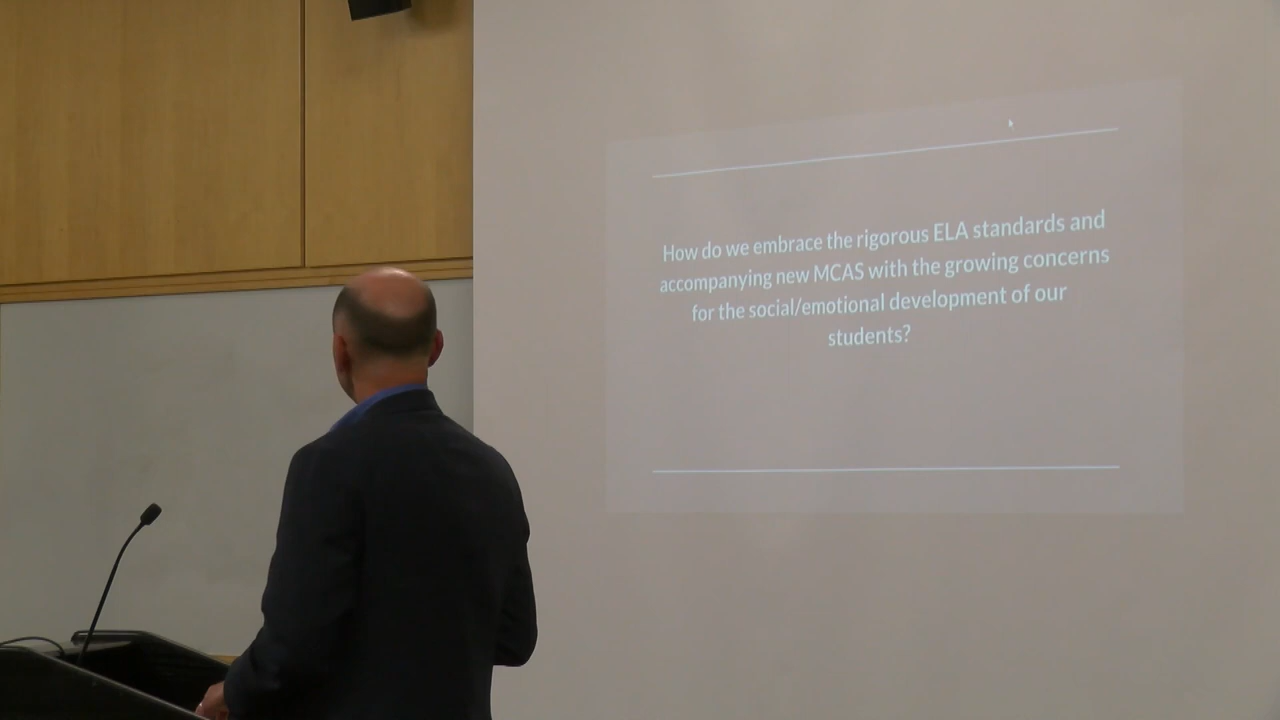 How do we embrace the rigorous ELA standards and
accompanying new MCAS with the growing concerns
for the social/emotional development of our
students?